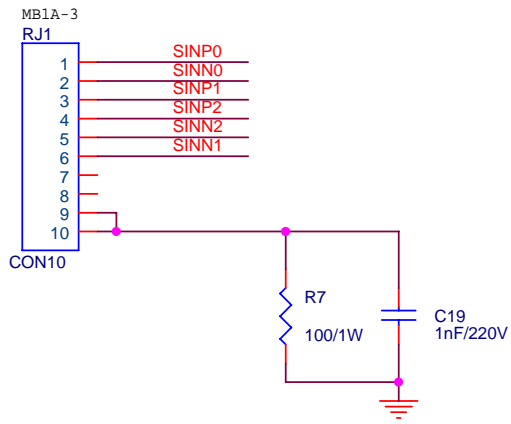 MB1A-3
RJ1
1 SINP0
2 SINN0
3 SINP1
4 SINP2
5 SINN2
6 SINN1
7
8
9
10
CON10
R7
100/1W
C19
1nF/220V